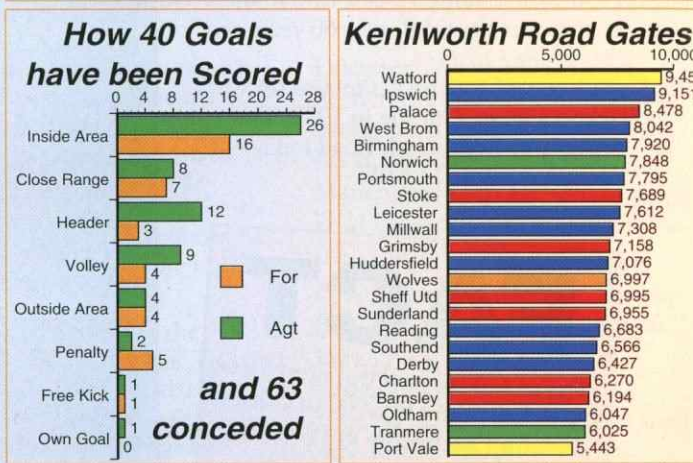 How 40 Goals
have been Scored
0 4 8 12 16 20 24 28
Inside Area 26
16
Close Range 8
7
Header 12
3
Volley 9
4
Outside Area 4
4
Penalty 2
5
Free Kick 1
1
Own Goal 1
0
For
Agt
and 63
conceded
Kenilworth Road Gates
0 5,000
Watford
Ipswich
Palace 8,478
West Brom 8,042
Birmingham 7,920
Norwich 7,848
Portsmouth 7,795
Stoke 7,689
Leicester 7,612
Millwall 7,308
Grimsby 7,158
Huddersfield 7,076
Wolves 6,997
Sheff Utd 6,995
Sunderland 6,955
Reading 6,683
Southend 6,566
Derby 6,427
Charlton 6,270
Barnsley 6,194
Oldham 6,047
Tranmere 6,025
Port Vale 5,443